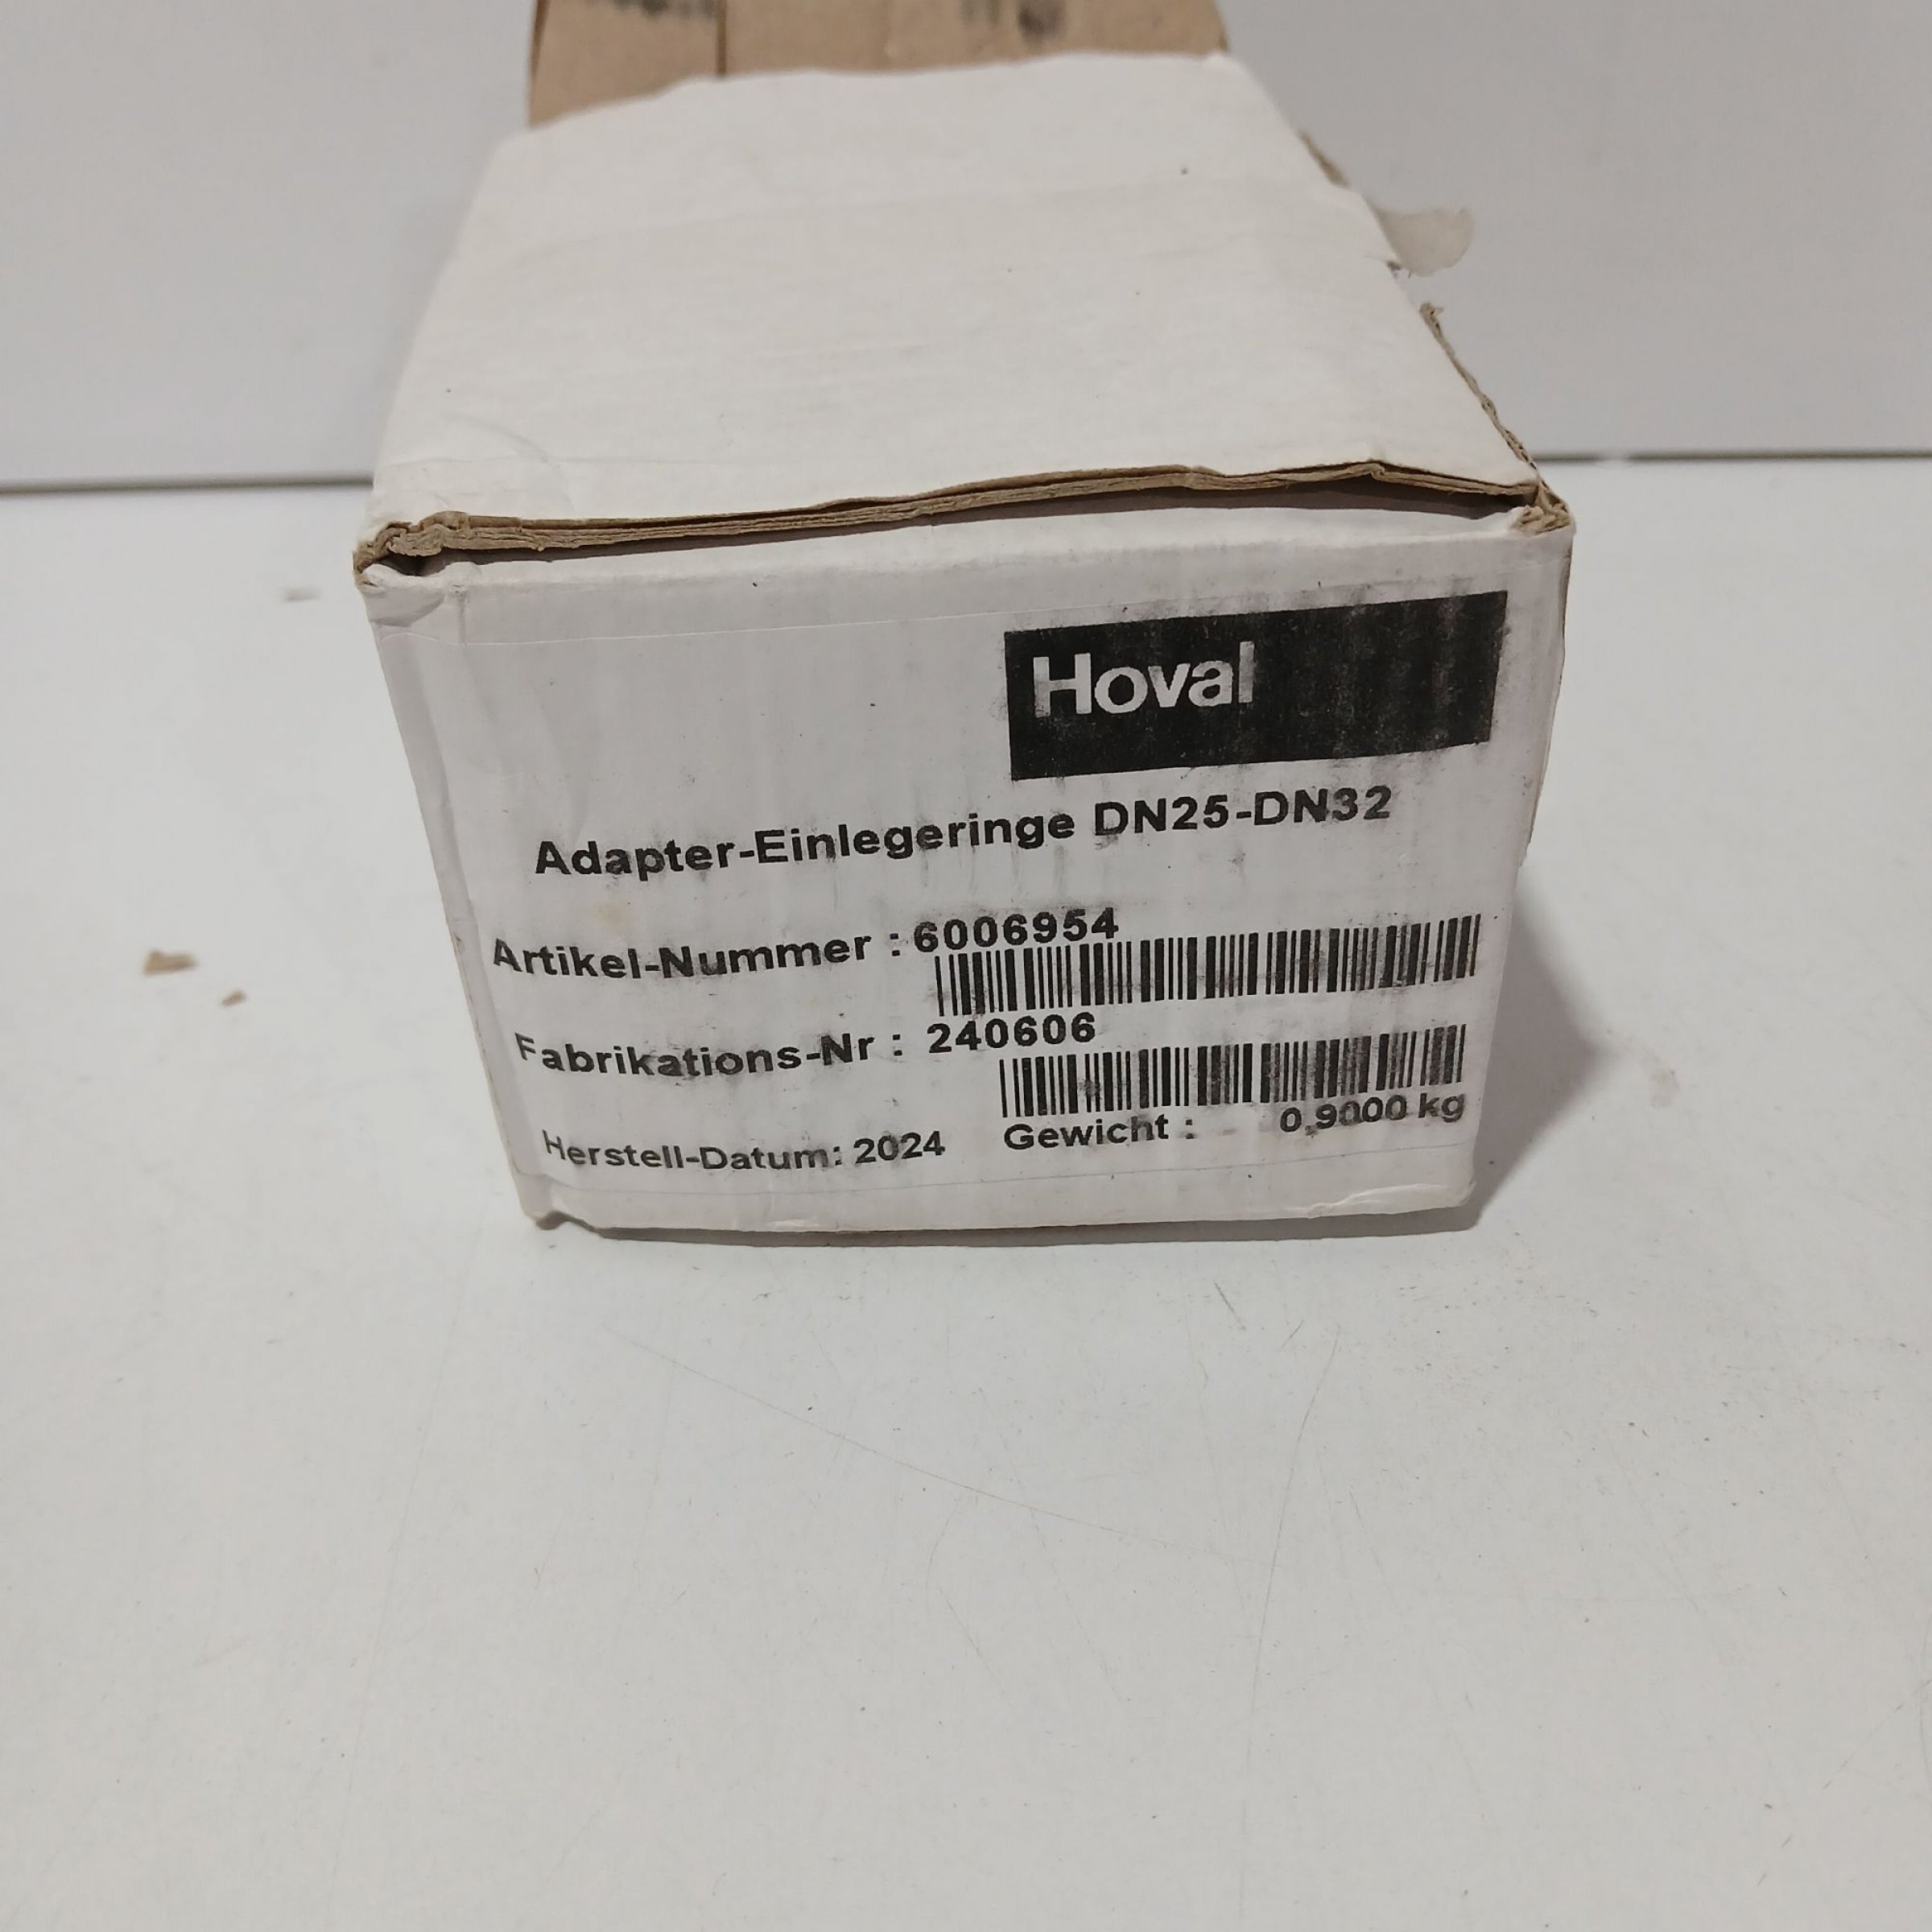 Hoval
Adapter-Einlegeringe DN25-DN32
Artikel-Nummer : 6006954
Fabrikations-Nr : 240606
Herstell-Datum: 2024 Gewicht : 0,9000 kg